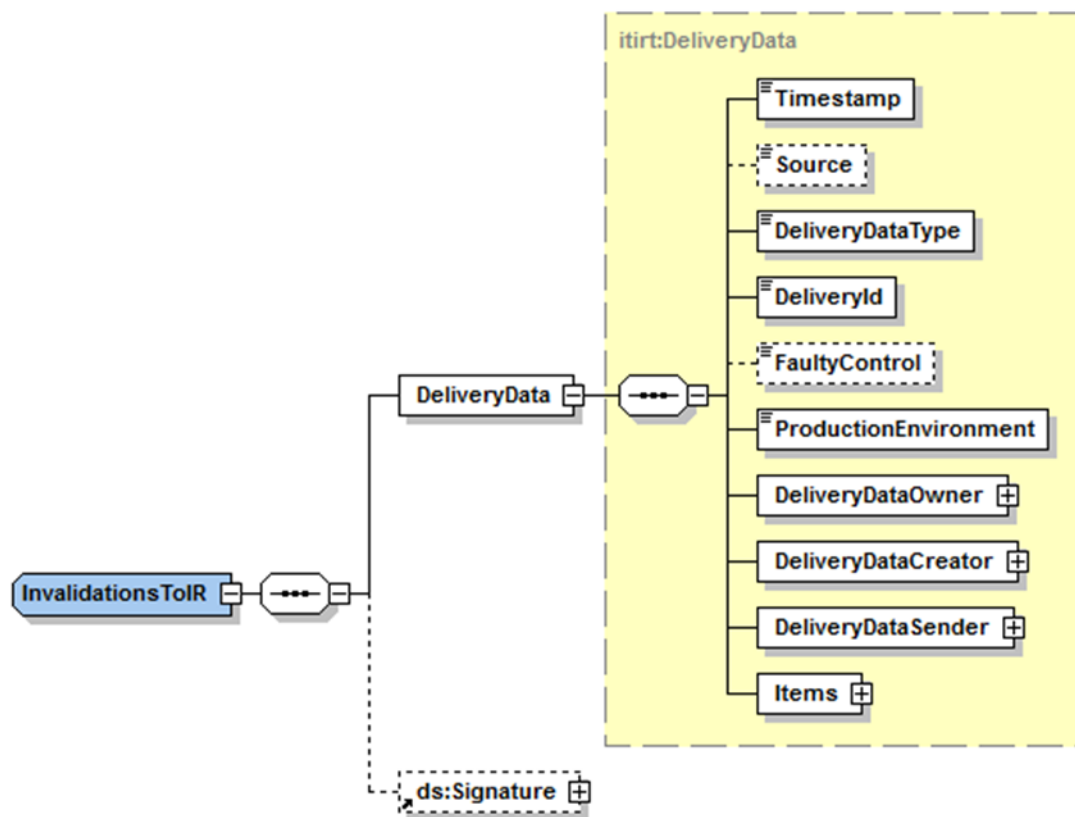 itirt:DeliveryData
Timestamp
Source
DeliveryDataType
DeliveryId
FaultyControl
DeliveryData
ProductionEnvironment
DeliveryDataOwner
DeliveryDataCreator
InvalidationsToIR
DeliveryDataSender
Items
ds:Signature